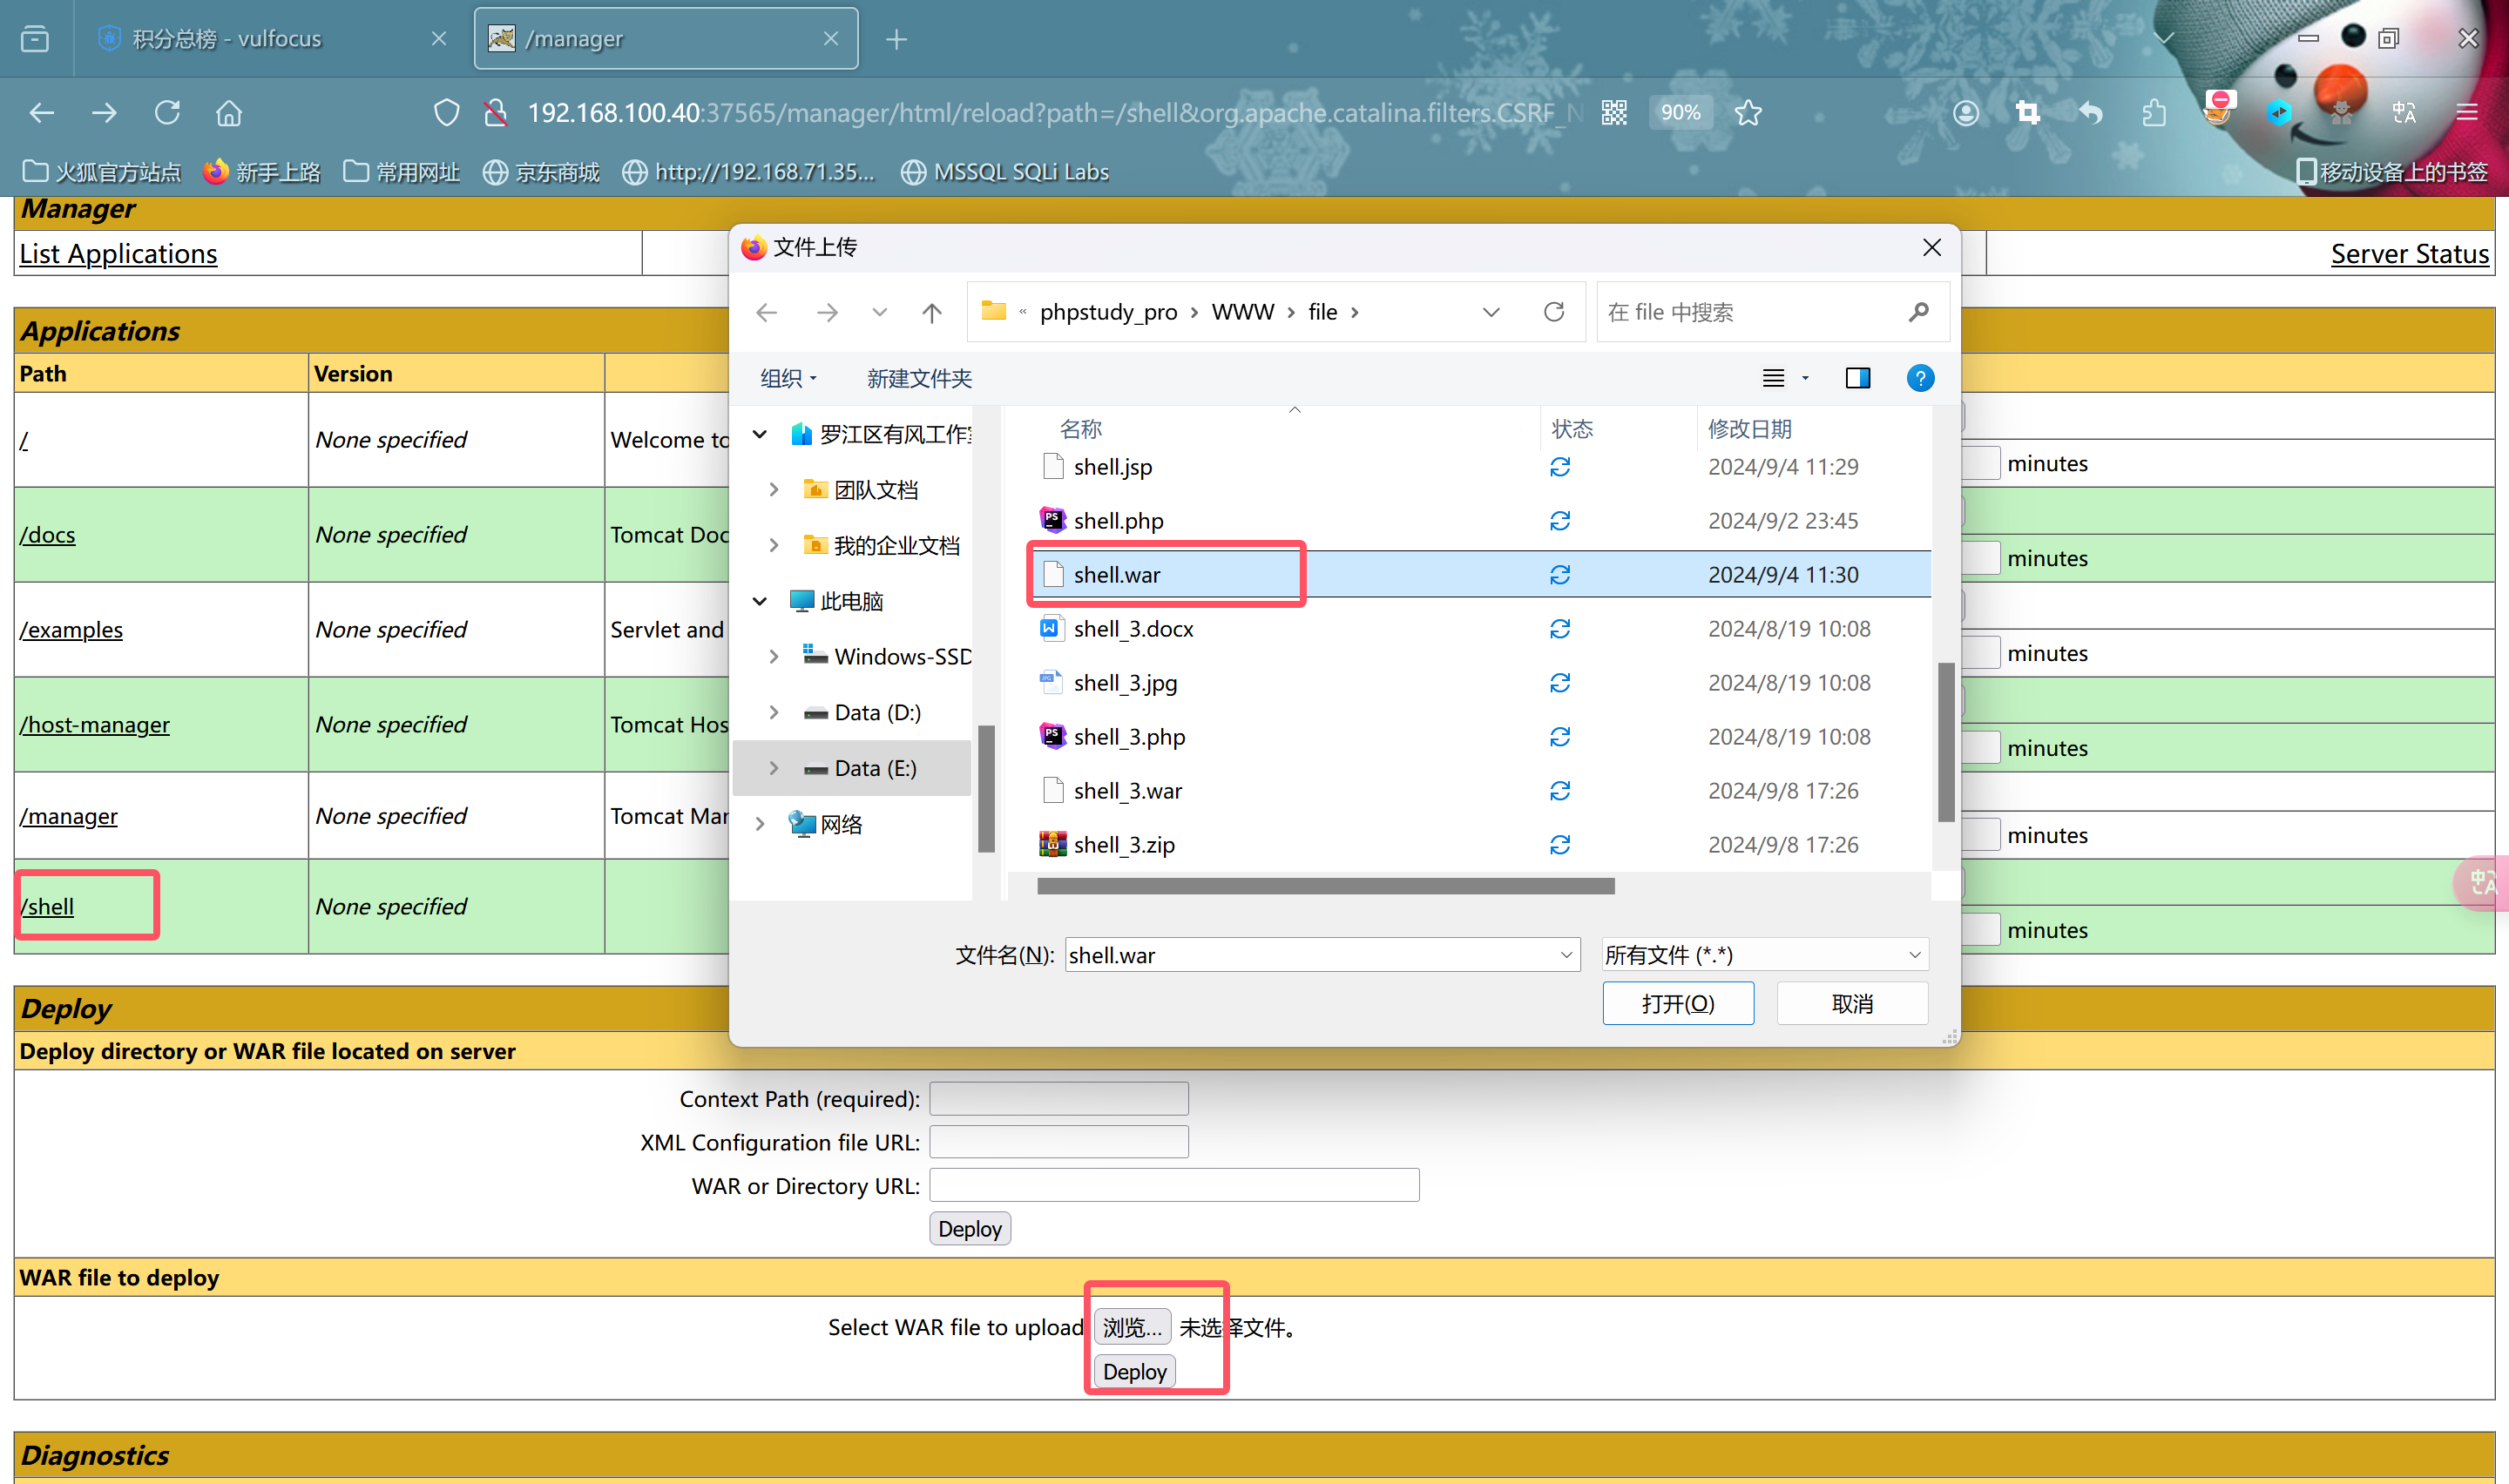 积分总榜 - vulfocus
/manager
192.168.100.40:37565/manager/html/reload?path=/shell&org.apache.catalina.filters.CSRF_N
90%
火狐官方站点 新手上路 常用网址 京东商城 http://192.168.71.35... MSSQL SQLi Labs 移动设备上的书签
Manager
List Applications
Server Status
Applications
Path Version
/ None specified Welcome to
minutes
/docs None specified Tomcat Doc
minutes
/examples None specified Servlet and
minutes
/host-manager None specified Tomcat Hos
minutes
/manager None specified Tomcat Mar
minutes
/shell None specified
minutes
文件上传
« phpstudy_pro › WWW › file ›
在 file 中搜索
组织 新建文件夹
罗江区有风工作室
团队文档
我的企业文档
此电脑
Windows-SSD
Data (D:)
Data (E:)
网络
名称 状态 修改日期
shell.jsp 2024/9/4 11:29
shell.php 2024/9/2 23:45
shell.war 2024/9/4 11:30
shell_3.docx 2024/8/19 10:08
shell_3.jpg 2024/8/19 10:08
shell_3.php 2024/8/19 10:08
shell_3.war 2024/9/8 17:26
shell_3.zip 2024/9/8 17:26
文件名(N): shell.war 所有文件 (*.*)
打开(O) 取消
Deploy
Deploy directory or WAR file located on server
Context Path (required):
XML Configuration file URL:
WAR or Directory URL:
Deploy
WAR file to deploy
Select WAR file to upload 浏览... 未选择文件。
Deploy
Diagnostics